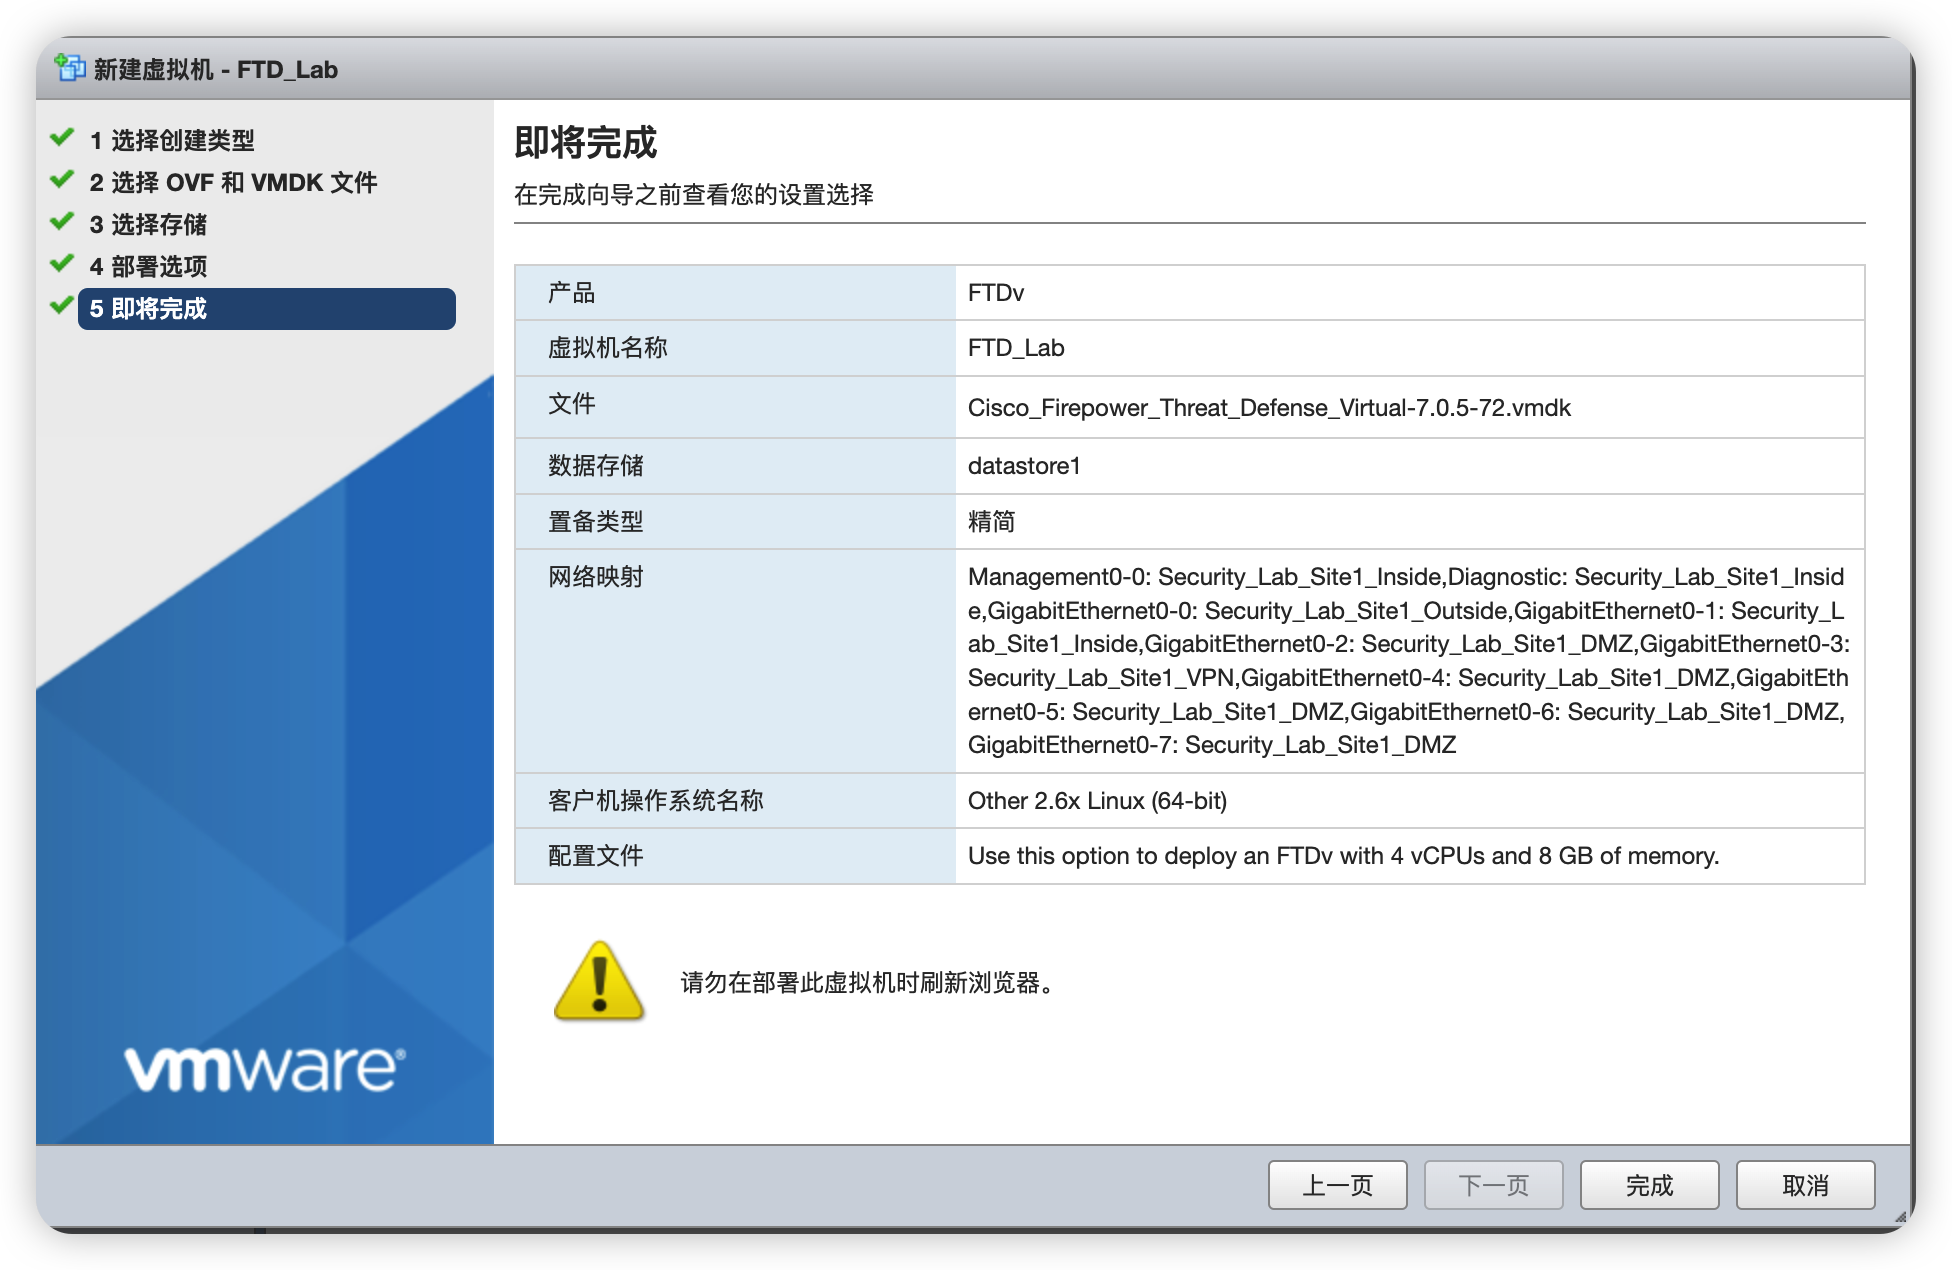 新建虚拟机 - FTD_Lab
1 选择创建类型
2 选择 OVF 和 VMDK 文件
3 选择存储
4 部署选项
5 即将完成
vmware®
即将完成
在完成向导之前查看您的设置选择
产品 FTDv
虚拟机名称 FTD_Lab
文件 Cisco_Firepower_Threat_Defense_Virtual-7.0.5-72.vmdk
数据存储 datastore1
置备类型 精简
网络映射 Management0-0: Security_Lab_Site1_Inside,Diagnostic: Security_Lab_Site1_Insid
e,GigabitEthernet0-0: Security_Lab_Site1_Outside,GigabitEthernet0-1: Security_L
ab_Site1_Inside,GigabitEthernet0-2: Security_Lab_Site1_DMZ,GigabitEthernet0-3:
Security_Lab_Site1_VPN,GigabitEthernet0-4: Security_Lab_Site1_DMZ,GigabitEth
ernet0-5: Security_Lab_Site1_DMZ,GigabitEthernet0-6: Security_Lab_Site1_DMZ,
GigabitEthernet0-7: Security_Lab_Site1_DMZ
客户机操作系统名称 Other 2.6x Linux (64-bit)
配置文件 Use this option to deploy an FTDv with 4 vCPUs and 8 GB of memory.
请勿在部署此虚拟机时刷新浏览器。
上一页 下一页 完成 取消